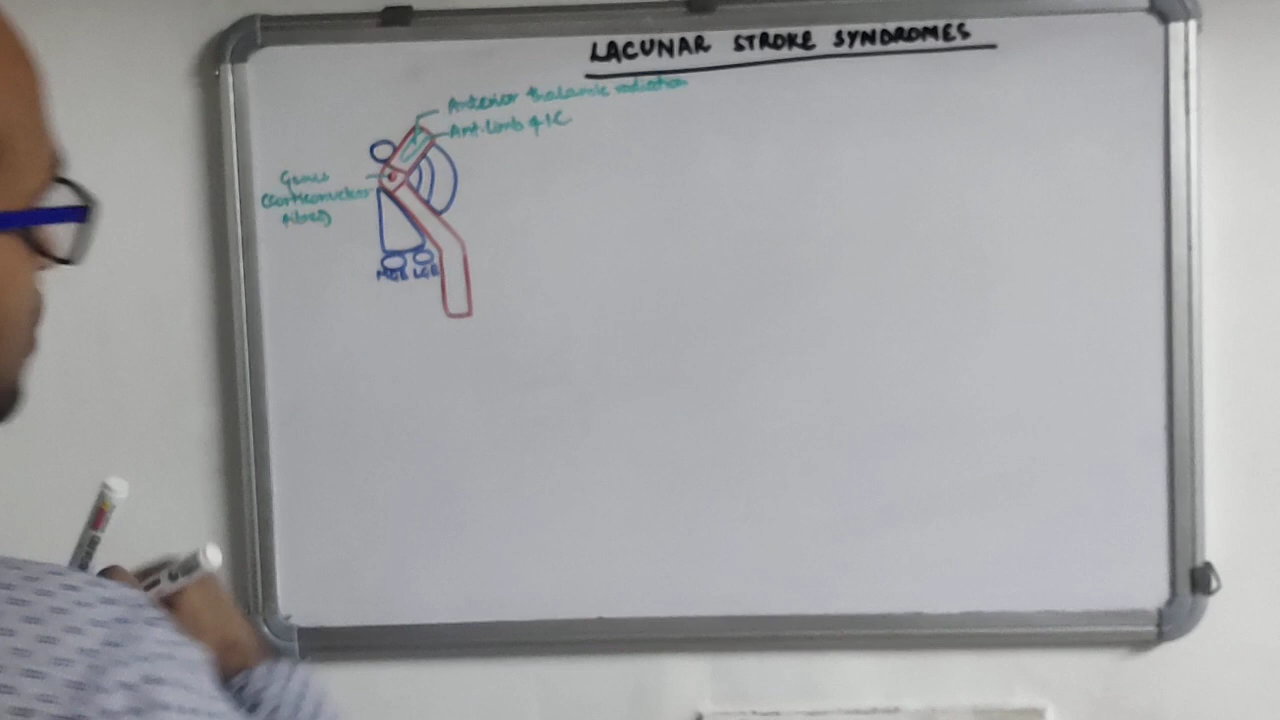 LACUNAR STROKE SYNDROMES
Anterior thalamic radiation
Ant. limb of IC
Genu
(corticonuclear
fibres)
MGB LGB